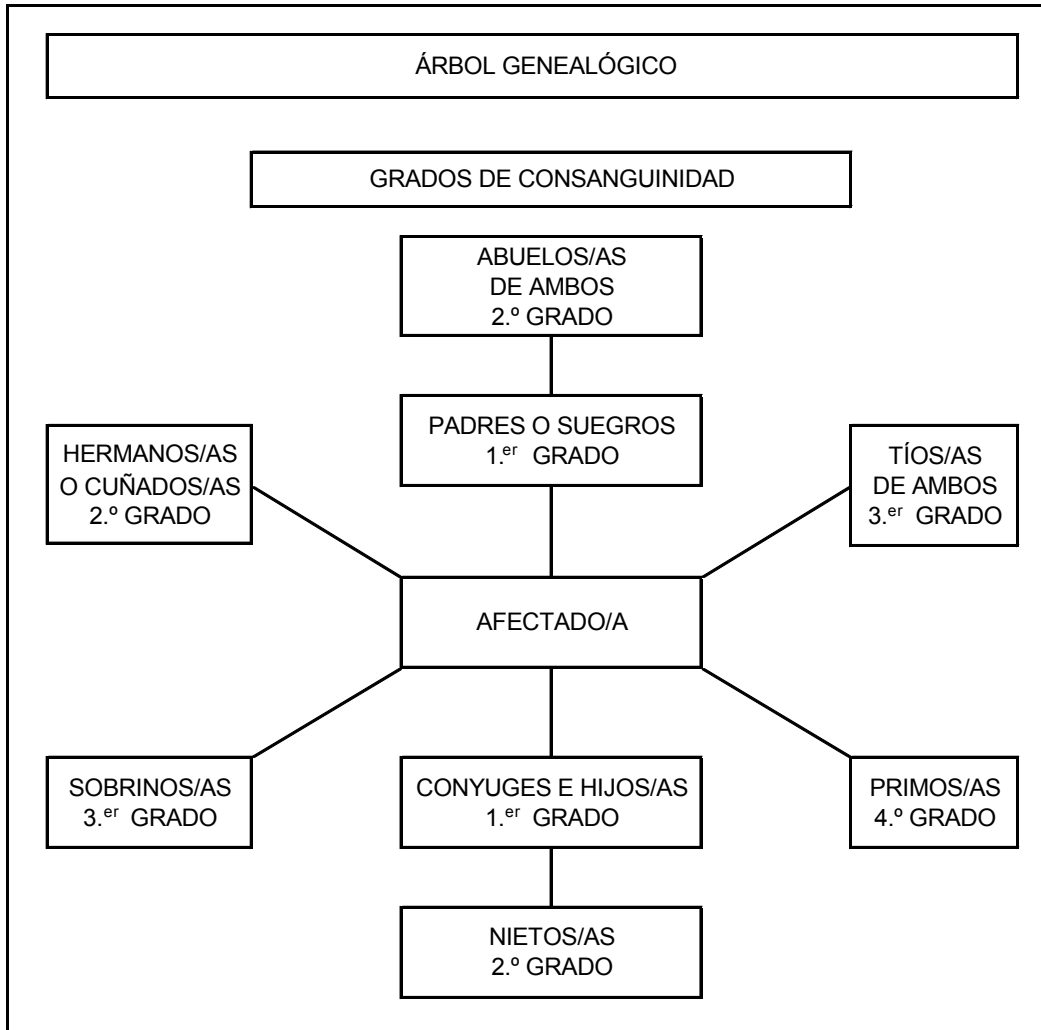 ÁRBOL GENEALÓGICO
GRADOS DE CONSANGUINIDAD
ABUELOS/AS
DE AMBOS
2.º GRADO
PADRES O SUEGROS
1.er GRADO
HERMANOS/AS
O CUÑADOS/AS
2.º GRADO
TÍOS/AS
DE AMBOS
3.er GRADO
AFECTADO/A
SOBRINOS/AS
3.er GRADO
CONYUGES E HIJOS/AS
1.er GRADO
PRIMOS/AS
4.º GRADO
NIETOS/AS
2.º GRADO